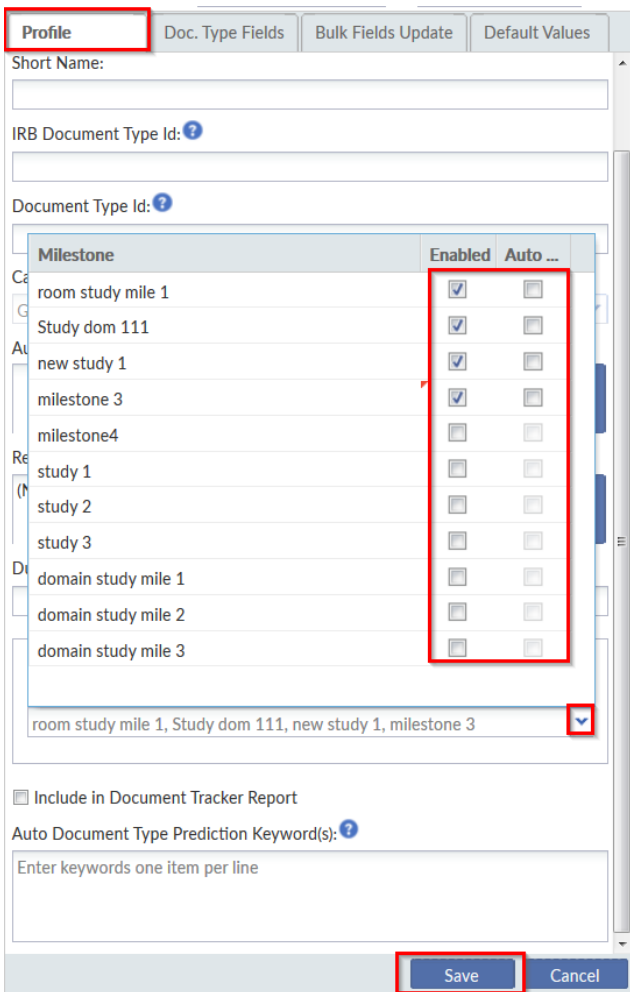 Profile
Doc. Type Fields
Bulk Fields Update
Default Values
Short Name:
IRB Document Type Id:
Document Type Id:
Milestone Enabled Auto ...
room study mile 1
Study dom 111
new study 1
milestone 3
milestone4
study 1
study 2
study 3
domain study mile 1
domain study mile 2
domain study mile 3
room study mile 1, Study dom 111, new study 1, milestone 3
Include in Document Tracker Report
Auto Document Type Prediction Keyword(s):
Enter keywords one item per line
Save
Cancel